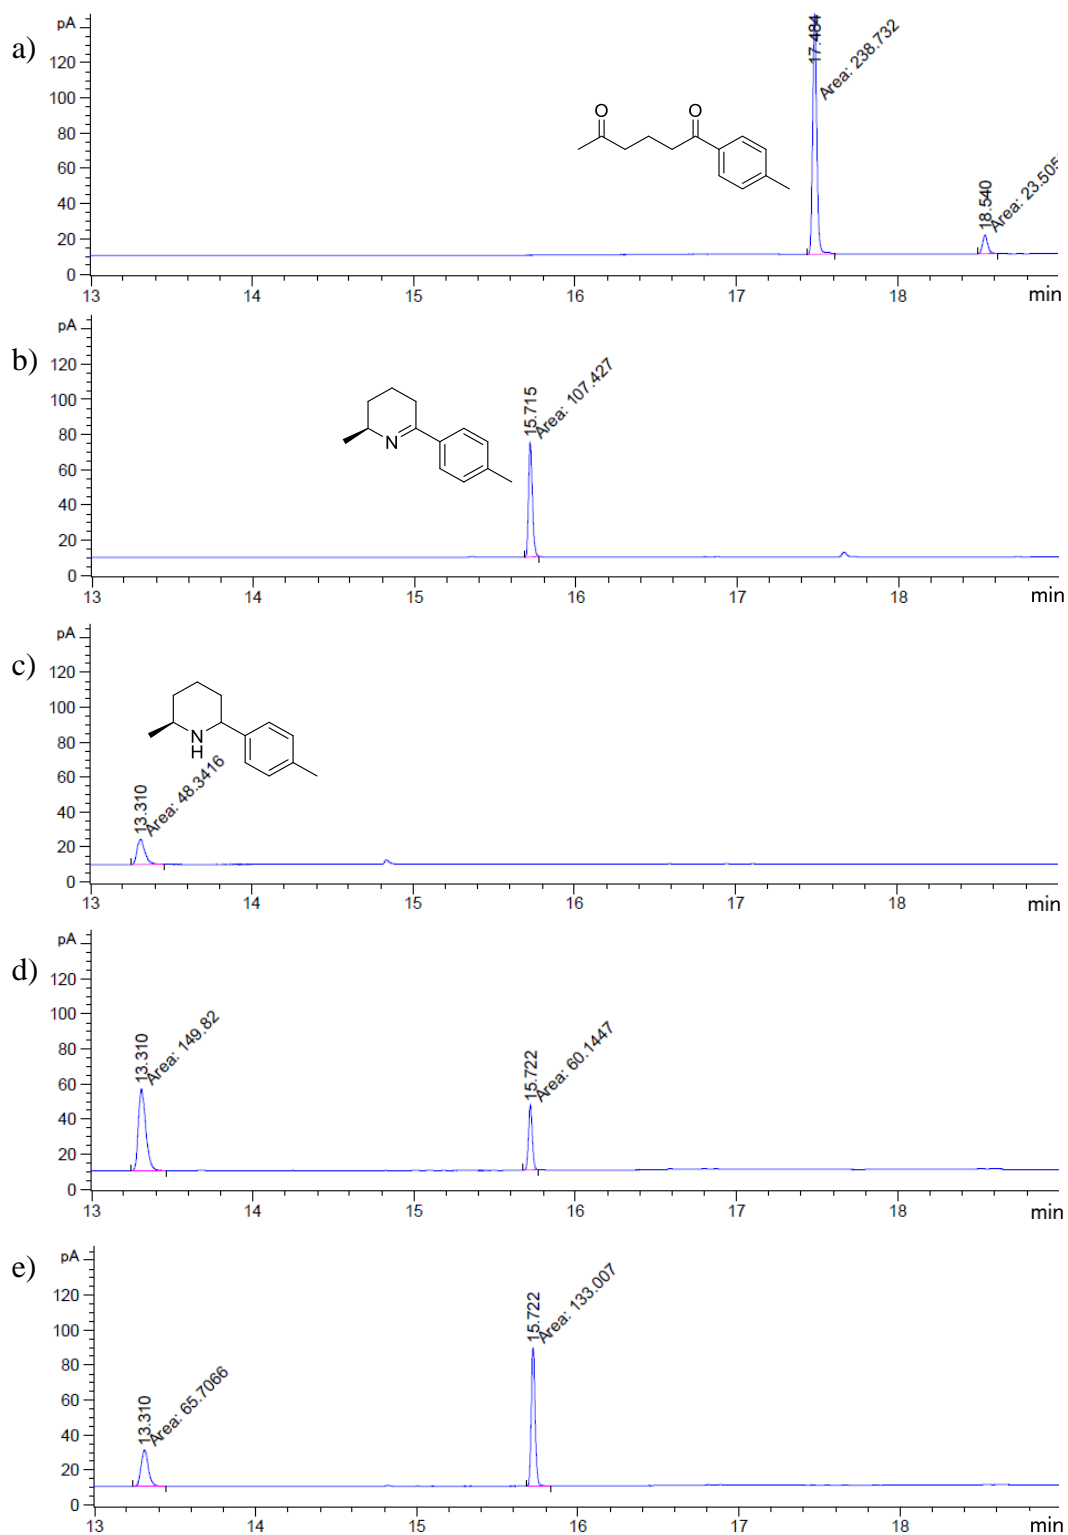 a)
pA
120
100
80
60
40
20
0
17.484
Area: 238.732
18.540
O
O
13
14
15
16
17
18
min
b)
pA
120
100
80
60
40
20
0
15.715
Area: 107.427
N
13
14
15
16
17
18
min
c)
pA
120
100
80
60
40
20
0
13.310
Area: 48.3416
N
H
13
14
15
16
17
18
min
d)
pA
120
100
80
60
40
20
0
13.310
Area: 149.82
15.722
Area: 60.1447
13
14
15
16
17
18
min
e)
pA
120
100
80
60
40
20
0
13.310
Area: 65.7066
15.722
Area: 133.007
13
14
15
16
17
18
min